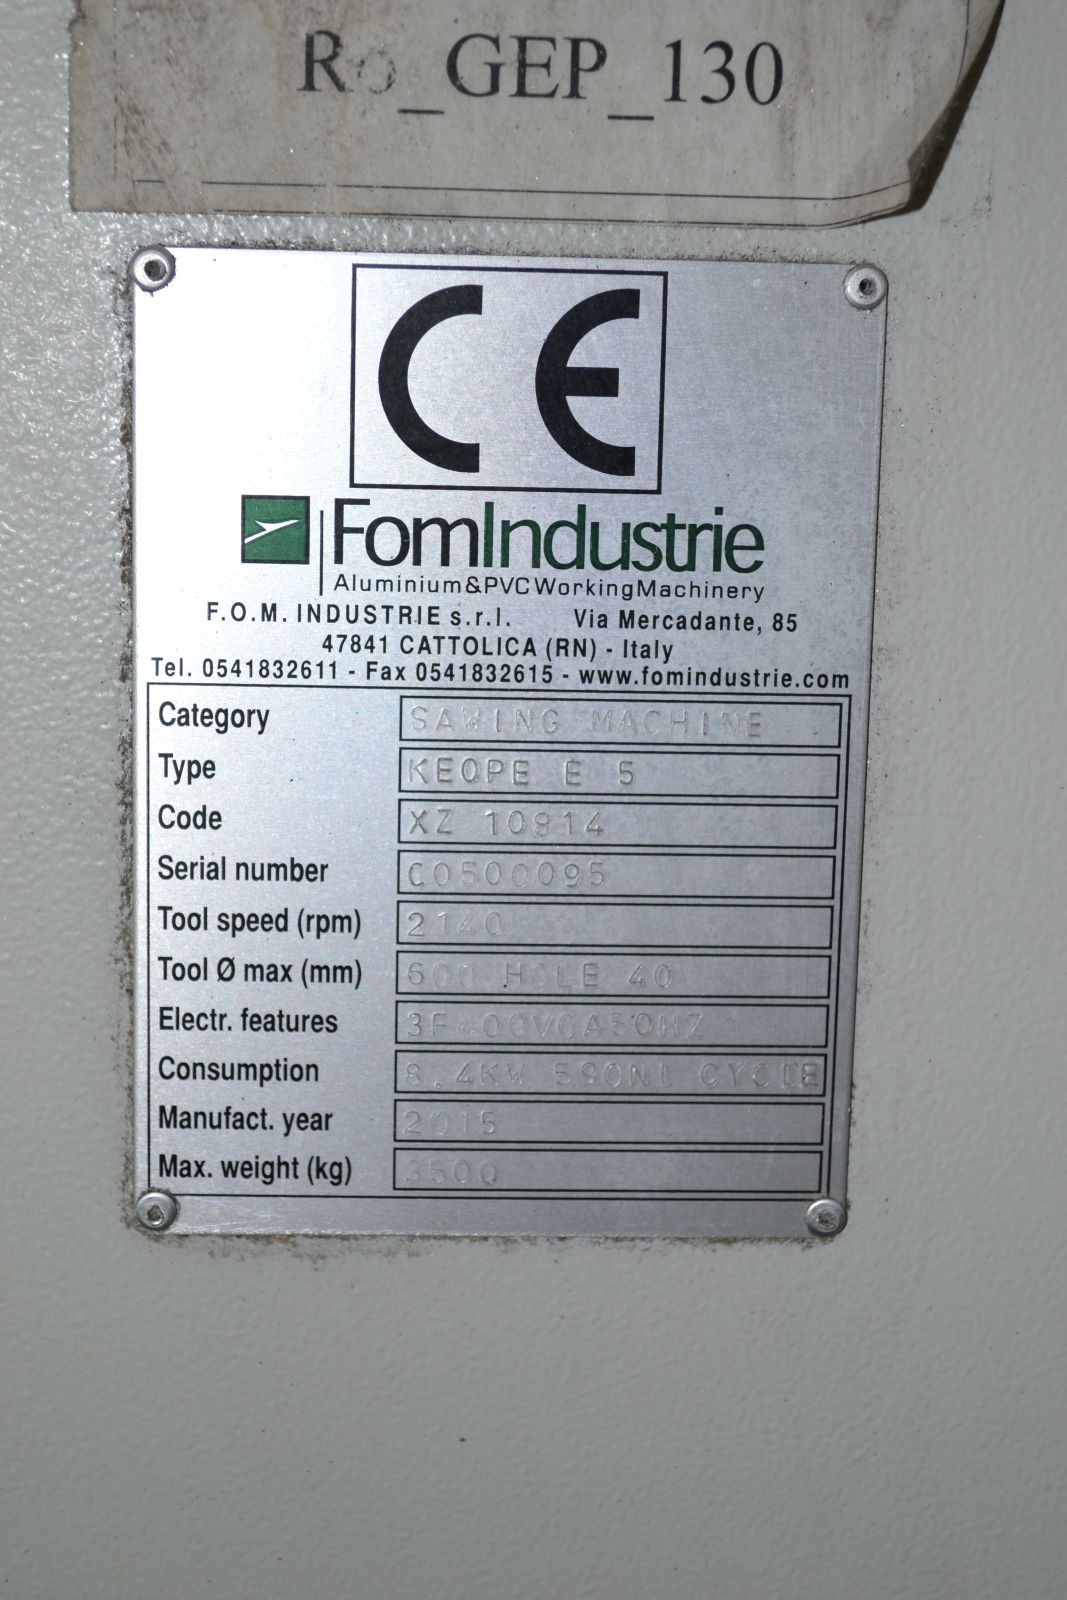 Ro_GEP_130
CE
FomIndustrie
Aluminium&PVCWorkingMachinery
F.O.M. INDUSTRIE s.r.l. Via Mercadante, 85
47841 CATTOLICA (RN) - Italy
Tel. 0541832611 - Fax 0541832615 - www.fomindustrie.com
Category SAWING MACHINE
Type KEOPE E 5
Code XZ 10814
Serial number C0500095
Tool speed (rpm) 2140
Tool Ø max (mm) 600 HOLE 40
Electr. features 3F400VCA50HZ
Consumption 8.4KW 590NL CYCLE
Manufact. year 2015
Max. weight (kg) 3500